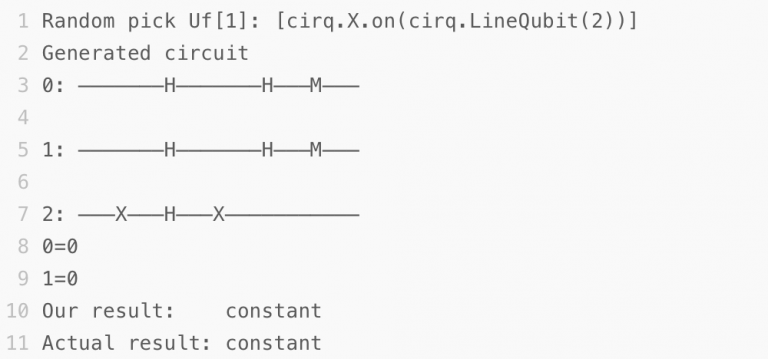 1 Random pick Uf[1]: [cirq.X.on(cirq.LineQubit(2))]
2 Generated circuit
3 0: ───────H───────H───M───
4
5 1: ───────H───────H───M───
6
7 2: ───X───H───X───────────
8 0=0
9 1=0
10 Our result:    constant
11 Actual result: constant